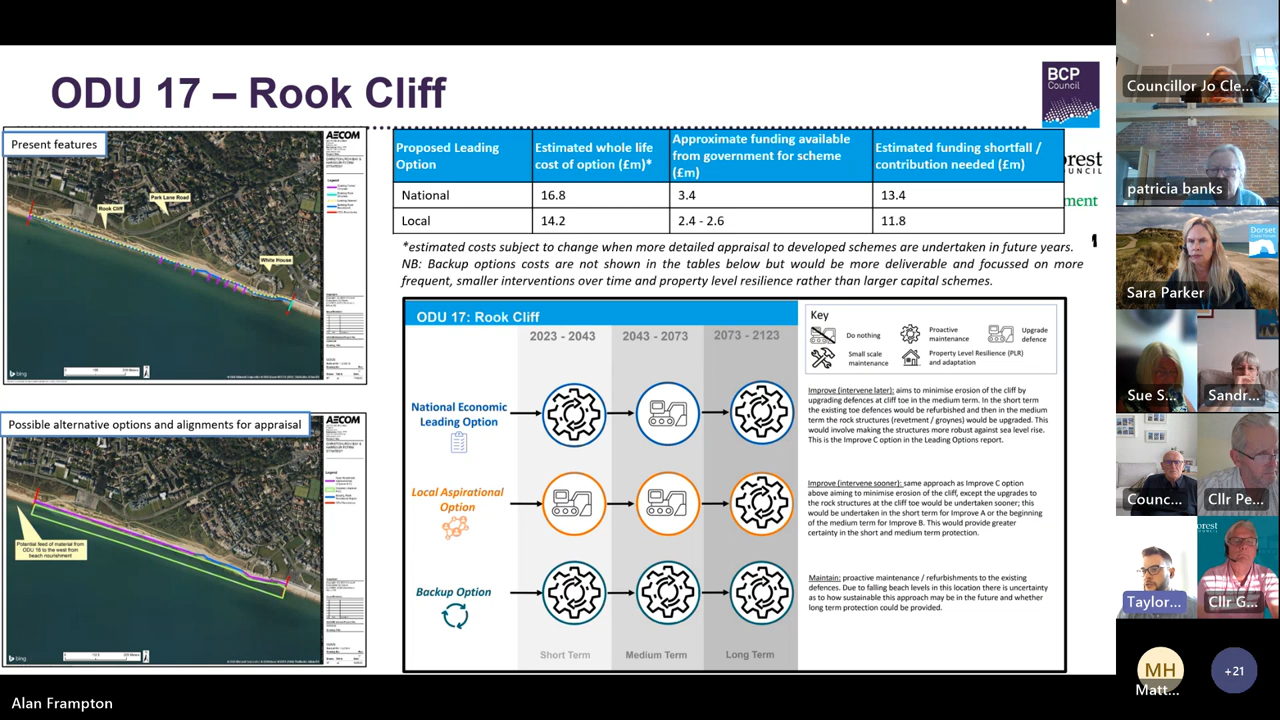 ODU 17 – Rook Cliff
BCP
Council
Present features
AECOM
Legend
Park Lane Road
Rook Cliff
White House
bing
Proposed Leading Option
Estimated whole life cost of option (£m)*
Approximate funding available from government for scheme (£m)
Estimated funding shortfall / contribution needed (£m)
National
16.8
3.4
13.4
Local
14.2
2.4 - 2.6
11.8
*estimated costs subject to change when more detailed appraisal to developed schemes are undertaken in future years.
NB: Backup options costs are not shown in the tables below but would be more deliverable and focussed on more
frequent, smaller interventions over time and property level resilience rather than larger capital schemes.
Possible alternative options and alignments for appraisal
AECOM
Legend
Potential feed of material from
ODU 16 to the west from
beach nourishment
bing
ODU 17: Rook Cliff
2023 - 2043
2043 - 2073
2073 - 2123
National Economic
Leading Option
Local Aspirational
Option
Backup Option
Short Term
Medium Term
Long Term
Key
Do nothing
Proactive
maintenance
Upgrade
defence
Small scale
maintenance
Property Level Resilience (PLR)
and adaptation
Improve (intervene later): aims to minimise erosion of the cliff by
upgrading defences at cliff toe in the medium term. In the short term
the existing toe defences would be refurbished and then in the medium
term the rock structures (revetment / groynes) would be upgraded. This
would involve making the structures more robust against sea level rise.
This is the Improve C option in the Leading Options report.
Improve (intervene sooner): same approach as Improve C option
above aiming to minimise erosion of the cliff, except the upgrades to
the rock structures at the cliff toe would be undertaken sooner; this
would be undertaken in the short term for Improve A or the beginning
of the medium term for Improve B. This would provide greater
certainty in the short and medium term protection.
Maintain: proactive maintenance / refurbishments to the existing
defences. Due to falling beach levels in this location there is uncertainty
as to how sustainable this approach may be in the future and whether
long term protection could be provided.
Councillor Jo Cle...
patricia banks
Dorset
Sara Parker
Sue S...
Sandr...
Counc...
Cllr Pe...
Taylor...
Cllr G...
MH
Matt...
+21
Alan Frampton